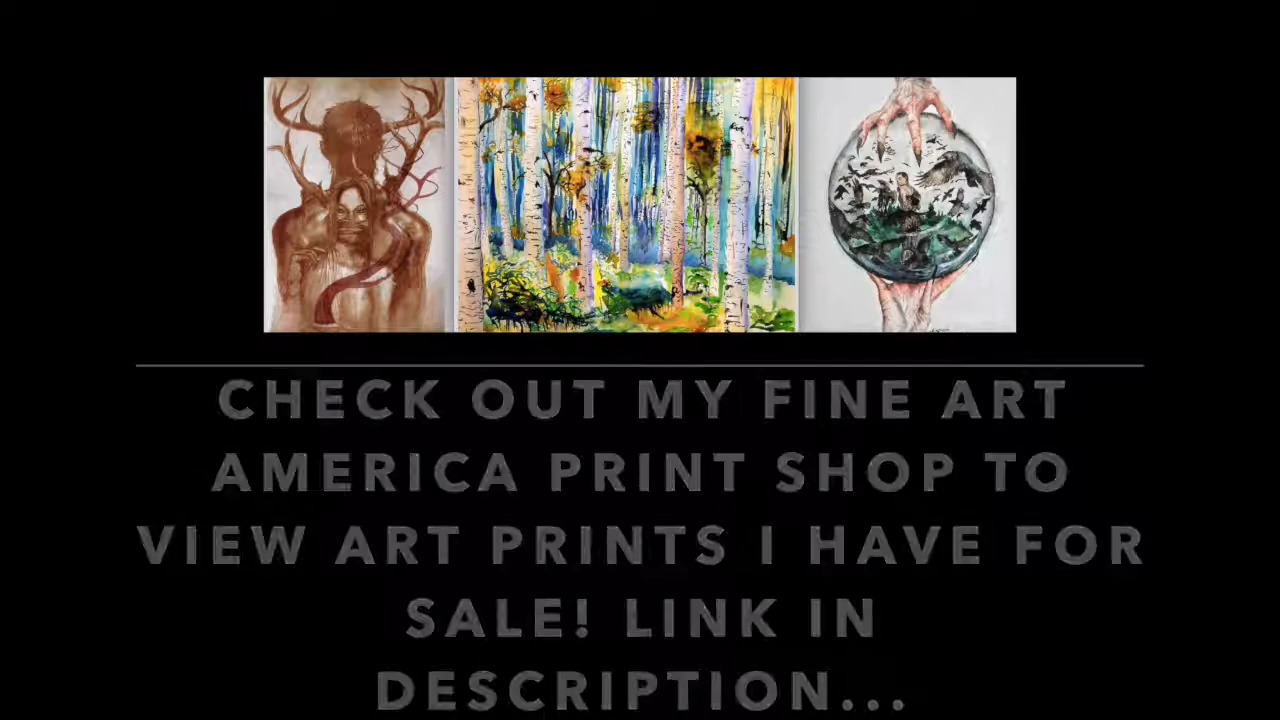 CHECK OUT MY FINE ART
AMERICA PRINT SHOP TO
VIEW ART PRINTS I HAVE FOR
SALE! LINK IN
DESCRIPTION...